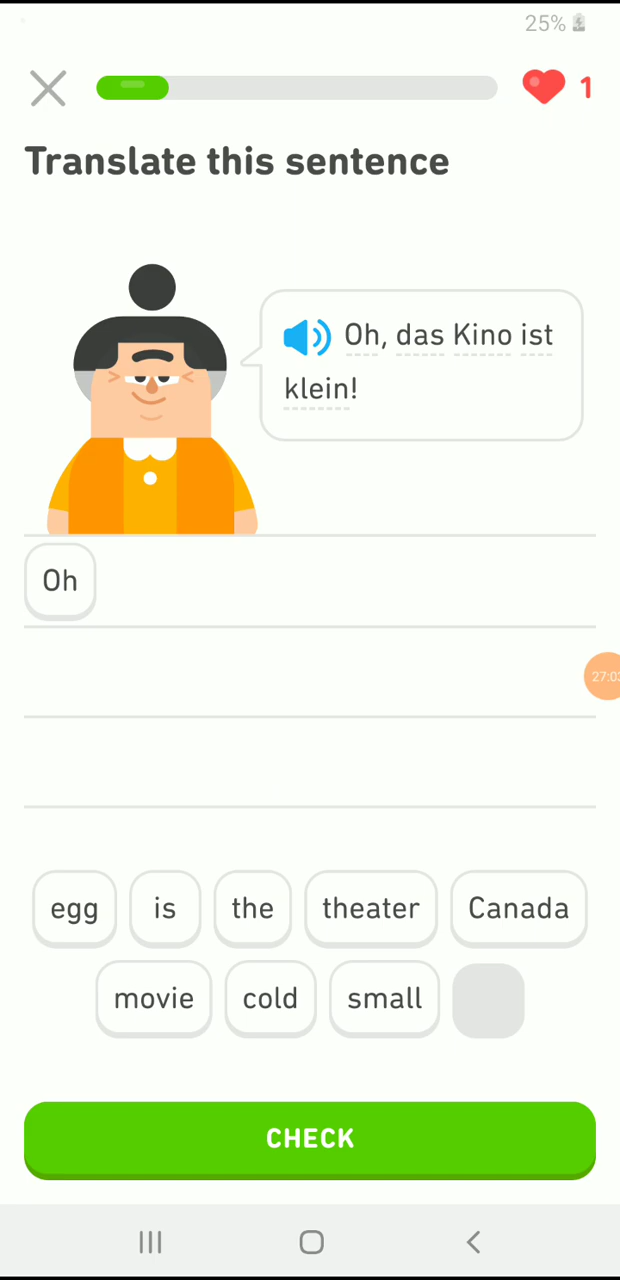 25%
1
Translate this sentence
Oh, das Kino ist
klein!
Oh
egg is the theater Canada
movie cold small
CHECK